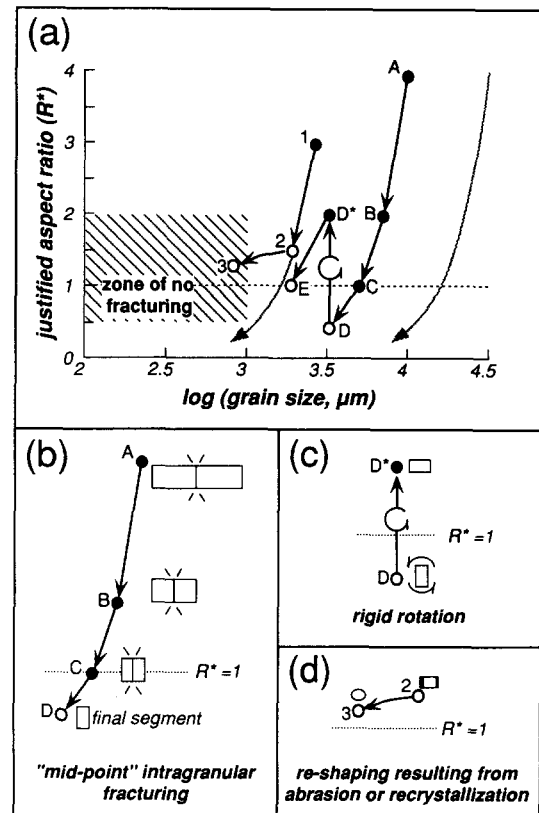 (a)
justified aspect ratio (R*)
4
3
2
1
0
A
1
B
D*
2
3
zone of no
fracturing
E
C
D
2
2.5
3
3.5
4
4.5
log (grain size, µm)
(b)
A
B
C
R* =1
D
final segment
"mid-point" intragranular
fracturing
(c)
D*
R* =1
D
rigid rotation
(d)
2
3
R* =1
re-shaping resulting from
abrasion or recrystallization